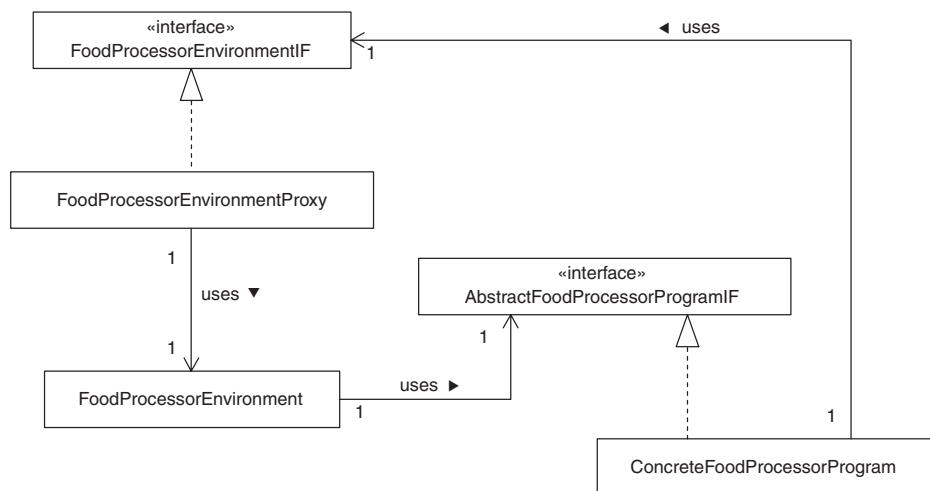 «interface»
FoodProcessorEnvironmentIF
1
◄ uses
FoodProcessorEnvironmentProxy
1
uses ▼
1
«interface»
AbstractFoodProcessorProgramIF
1
FoodProcessorEnvironment
1
uses ►
1
ConcreteFoodProcessorProgram